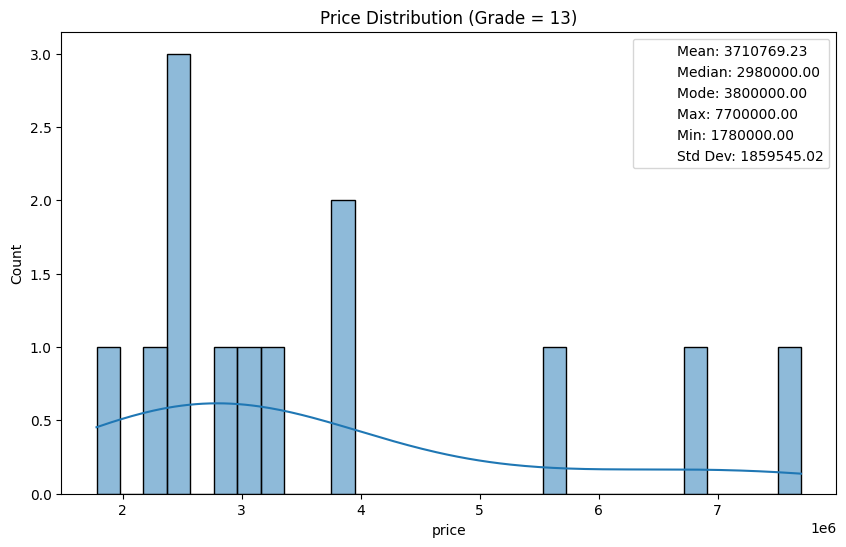 Price Distribution (Grade = 13)
Mean: 3710769.23
Median: 2980000.00
Mode: 3800000.00
Max: 7700000.00
Min: 1780000.00
Std Dev: 1859545.02
3.0
2.5
2.0
1.5
1.0
0.5
0.0
Count
2 3 4 5 6 7
1e6
price